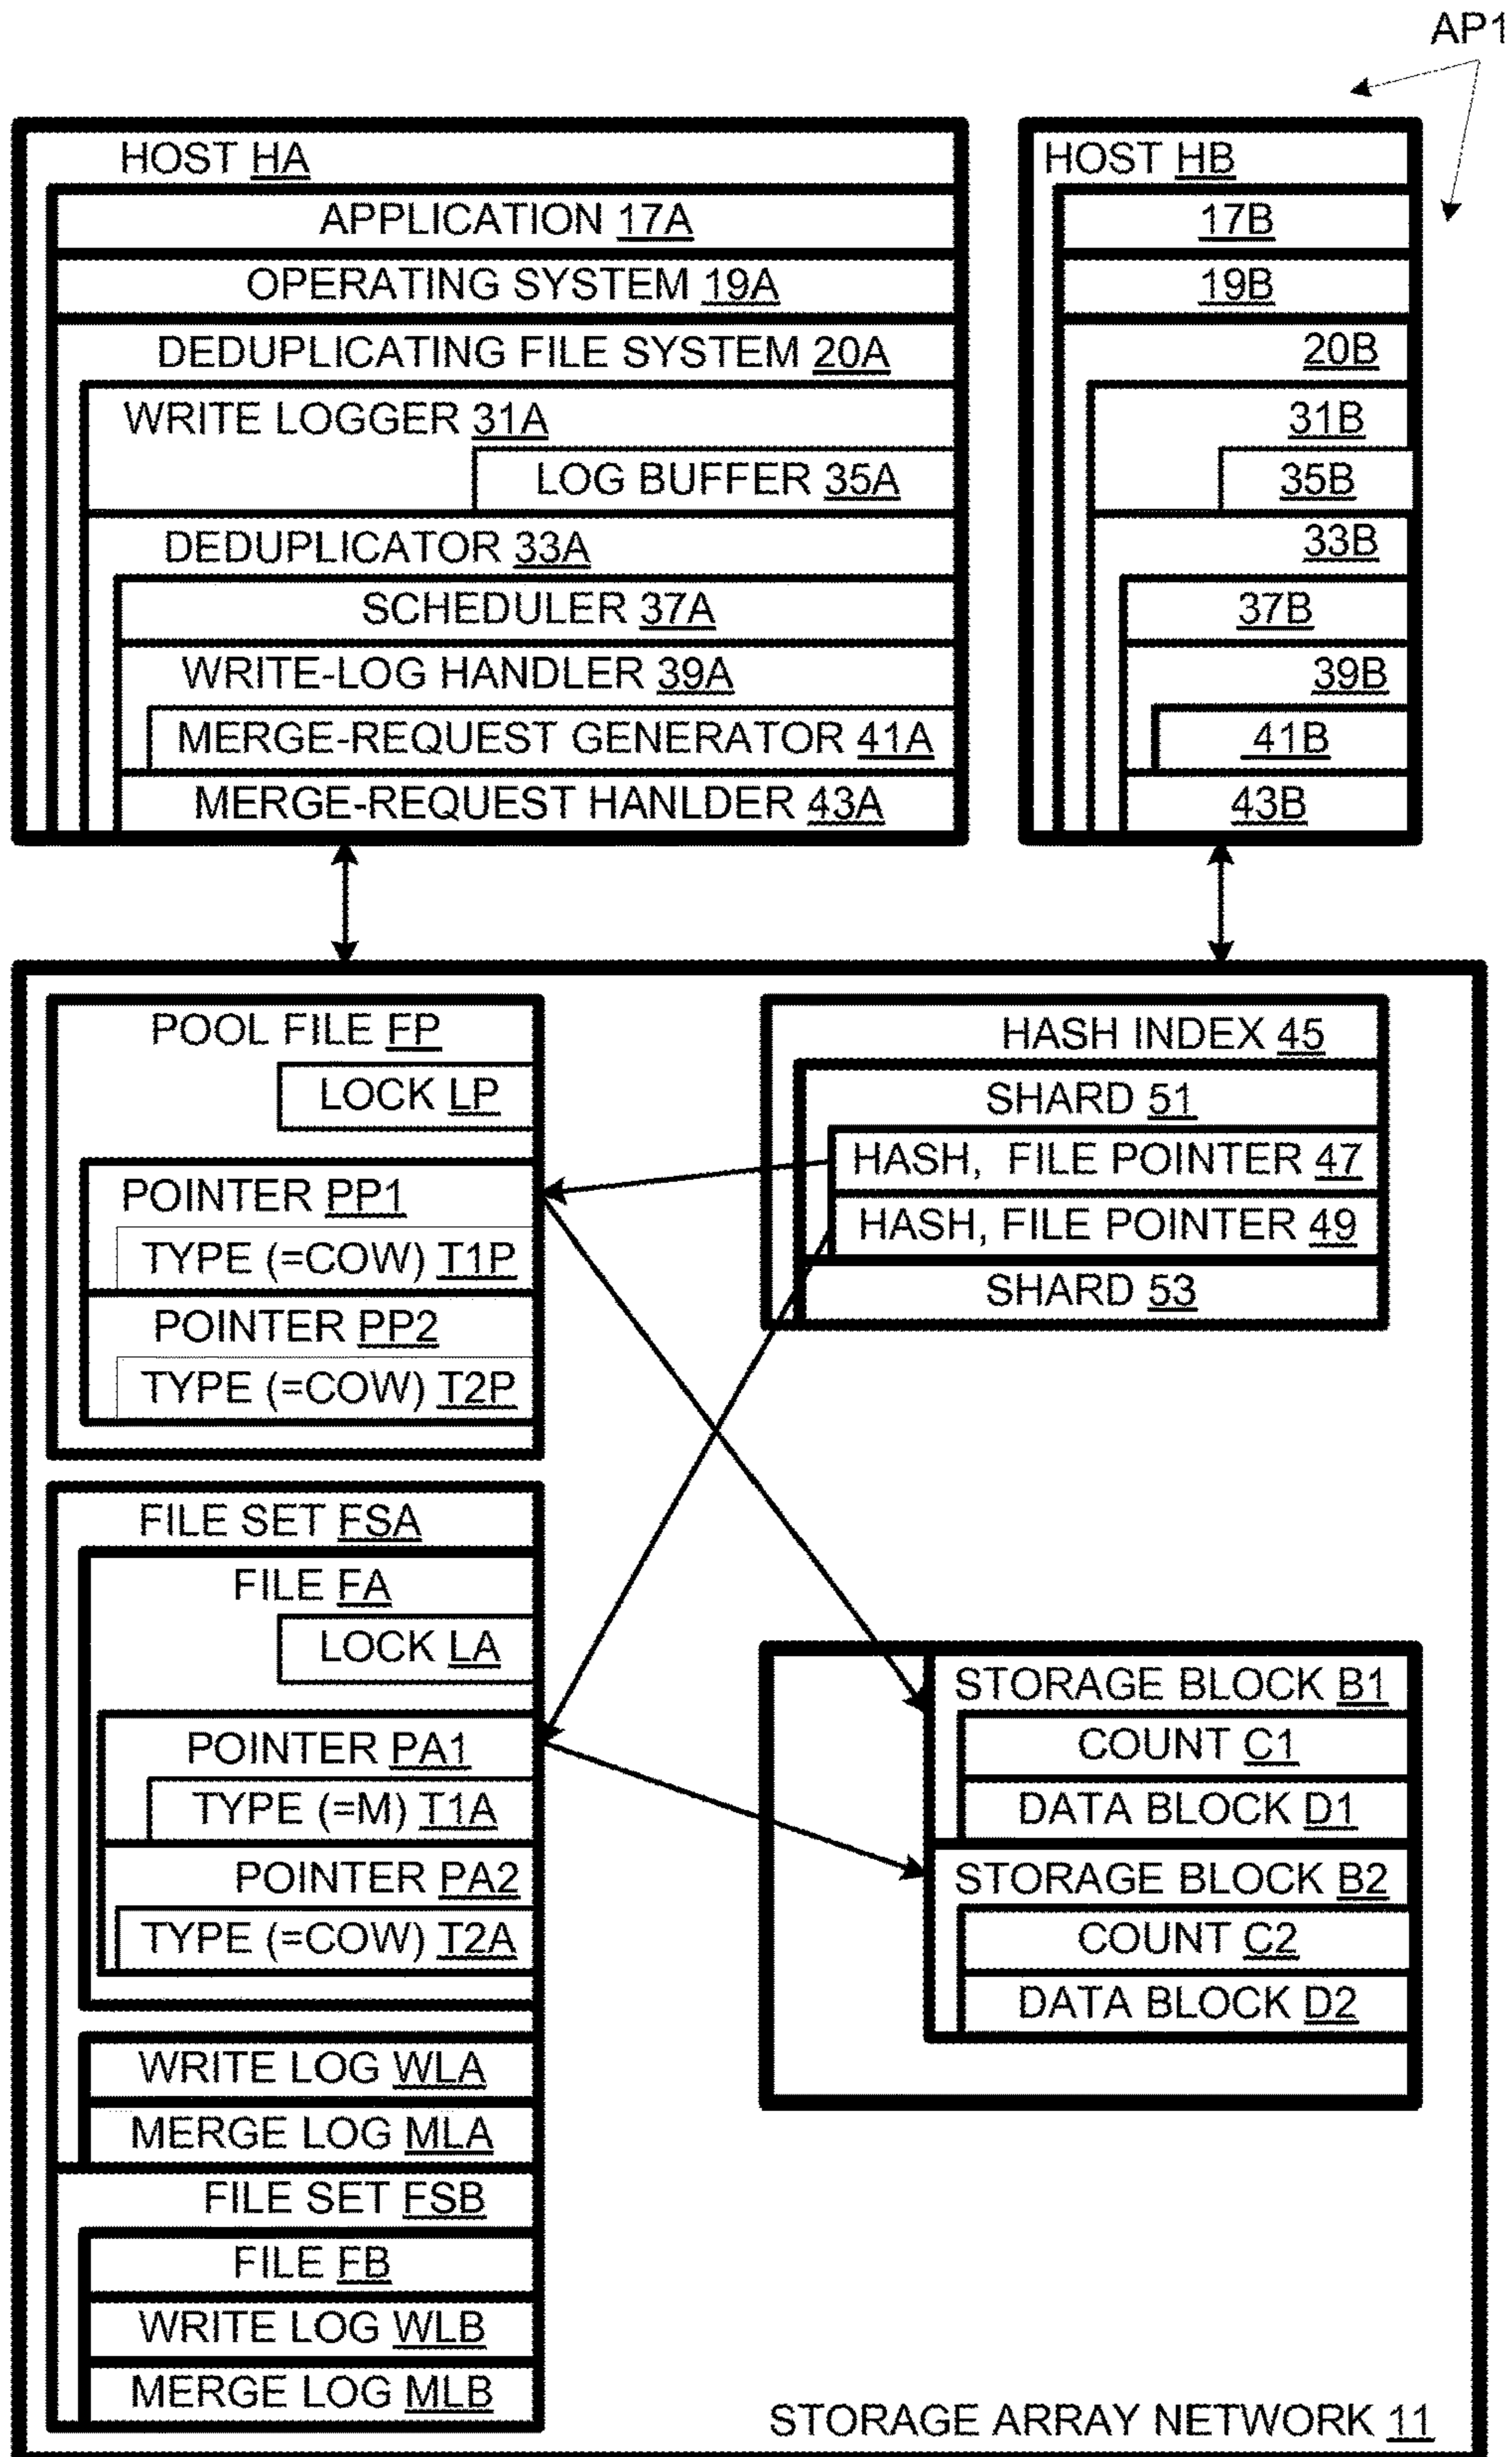 AP1
HOST HA
APPLICATION 17A
OPERATING SYSTEM 19A
DEDUPLICATING FILE SYSTEM 20A
WRITE LOGGER 31A
LOG BUFFER 35A
DEDUPLICATOR 33A
SCHEDULER 37A
WRITE-LOG HANDLER 39A
MERGE-REQUEST GENERATOR 41A
MERGE-REQUEST HANLDER 43A
HOST HB
17B
19B
20B
31B
35B
33B
37B
39B
41B
43B
POOL FILE FP
LOCK LP
POINTER PP1
TYPE (=COW) T1P
POINTER PP2
TYPE (=COW) T2P
HASH INDEX 45
SHARD 51
HASH, FILE POINTER 47
HASH, FILE POINTER 49
SHARD 53
FILE SET FSA
FILE FA
LOCK LA
POINTER PA1
TYPE (=M) T1A
POINTER PA2
TYPE (=COW) T2A
WRITE LOG WLA
MERGE LOG MLA
FILE SET FSB
FILE FB
WRITE LOG WLB
MERGE LOG MLB
STORAGE BLOCK B1
COUNT C1
DATA BLOCK D1
STORAGE BLOCK B2
COUNT C2
DATA BLOCK D2
STORAGE ARRAY NETWORK 11